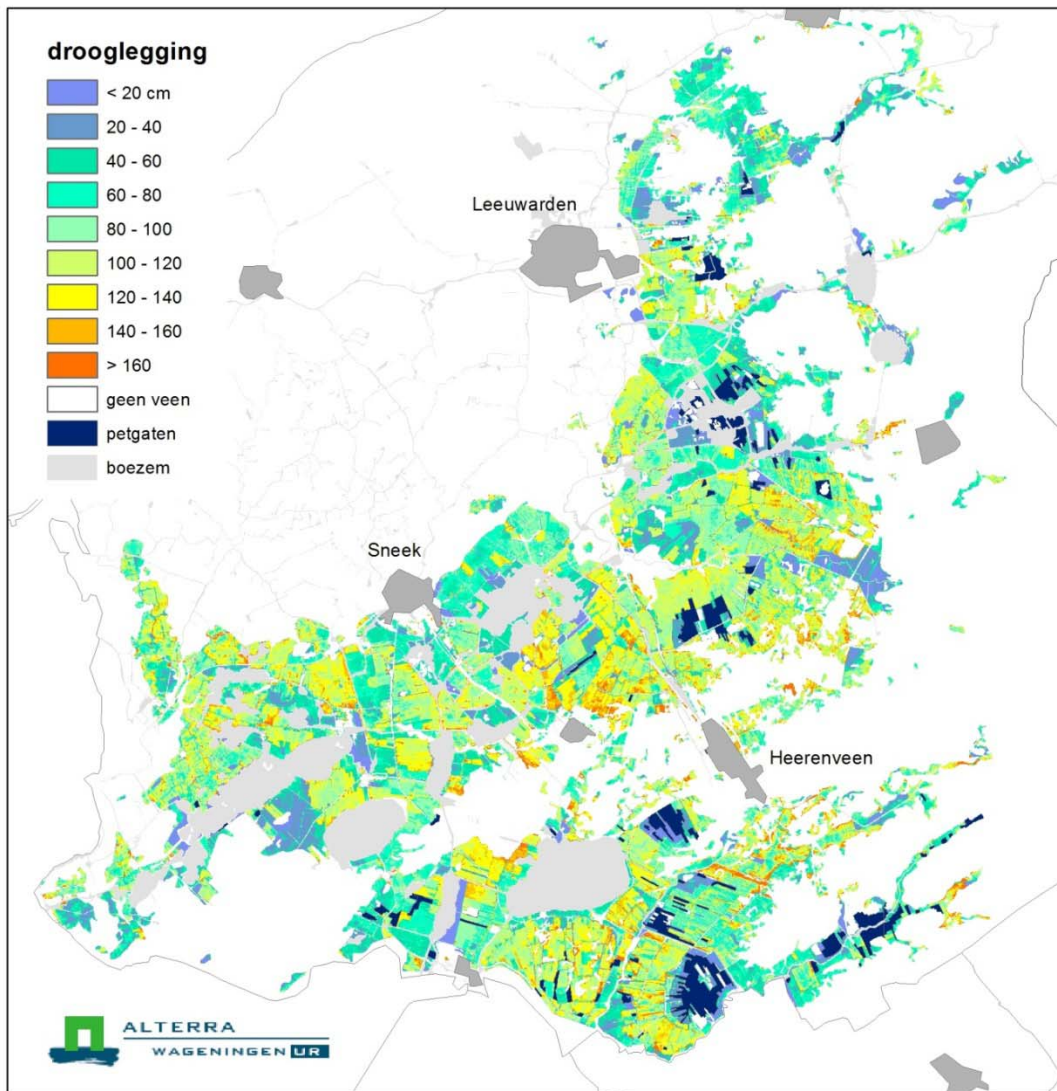 drooglegging
< 20 cm
20 - 40
40 - 60
60 - 80
80 - 100
100 - 120
120 - 140
140 - 160
> 160
geen veen
petgaten
boezem
Leeuwarden
Sneek
Heerenveen
ALTERRA
WAGENINGEN UR